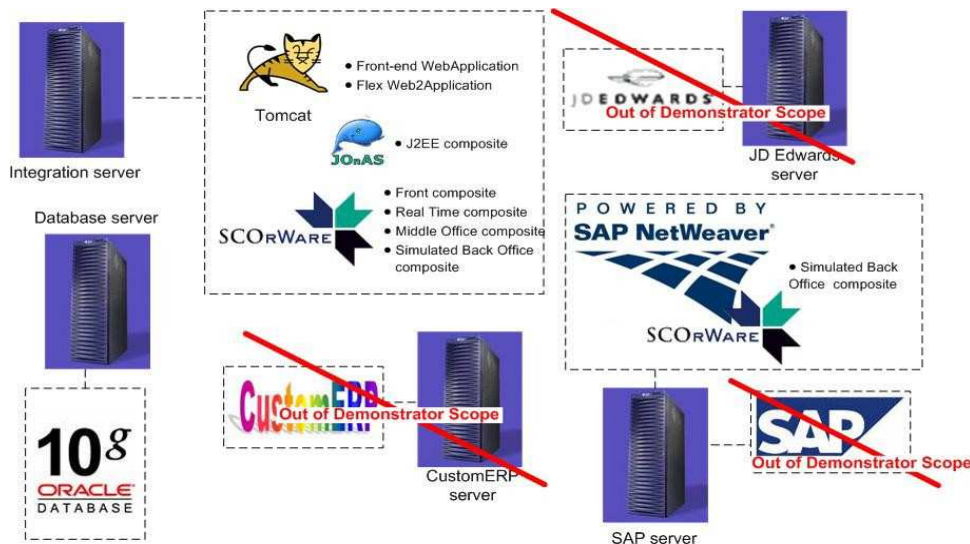 Integration server
Tomcat
• Front-end WebApplication
• Flex Web2Application
JOnAS
• J2EE composite
SCOrWare
• Front composite
• Real Time composite
• Middle Office composite
• Simulated Back Office
composite
JDEDWARDS
Out of Demonstrator Scope
JD Edwards
server
Database server
10g
ORACLE®
DATABASE
POWERED BY
SAP NetWeaver®
• Simulated Back
Office composite
SCOrWare
CustomERP
Out of Demonstrator Scope
CustomERP
server
SAP
Out of Demonstrator Scope
SAP server